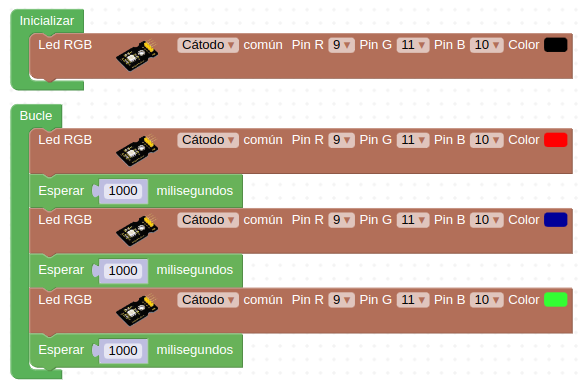 Inicializar
Led RGB Cátodo común Pin R 9 Pin G 11 Pin B 10 Color
Bucle
Led RGB Cátodo común Pin R 9 Pin G 11 Pin B 10 Color
Esperar 1000 milisegundos
Led RGB Cátodo común Pin R 9 Pin G 11 Pin B 10 Color
Esperar 1000 milisegundos
Led RGB Cátodo común Pin R 9 Pin G 11 Pin B 10 Color
Esperar 1000 milisegundos